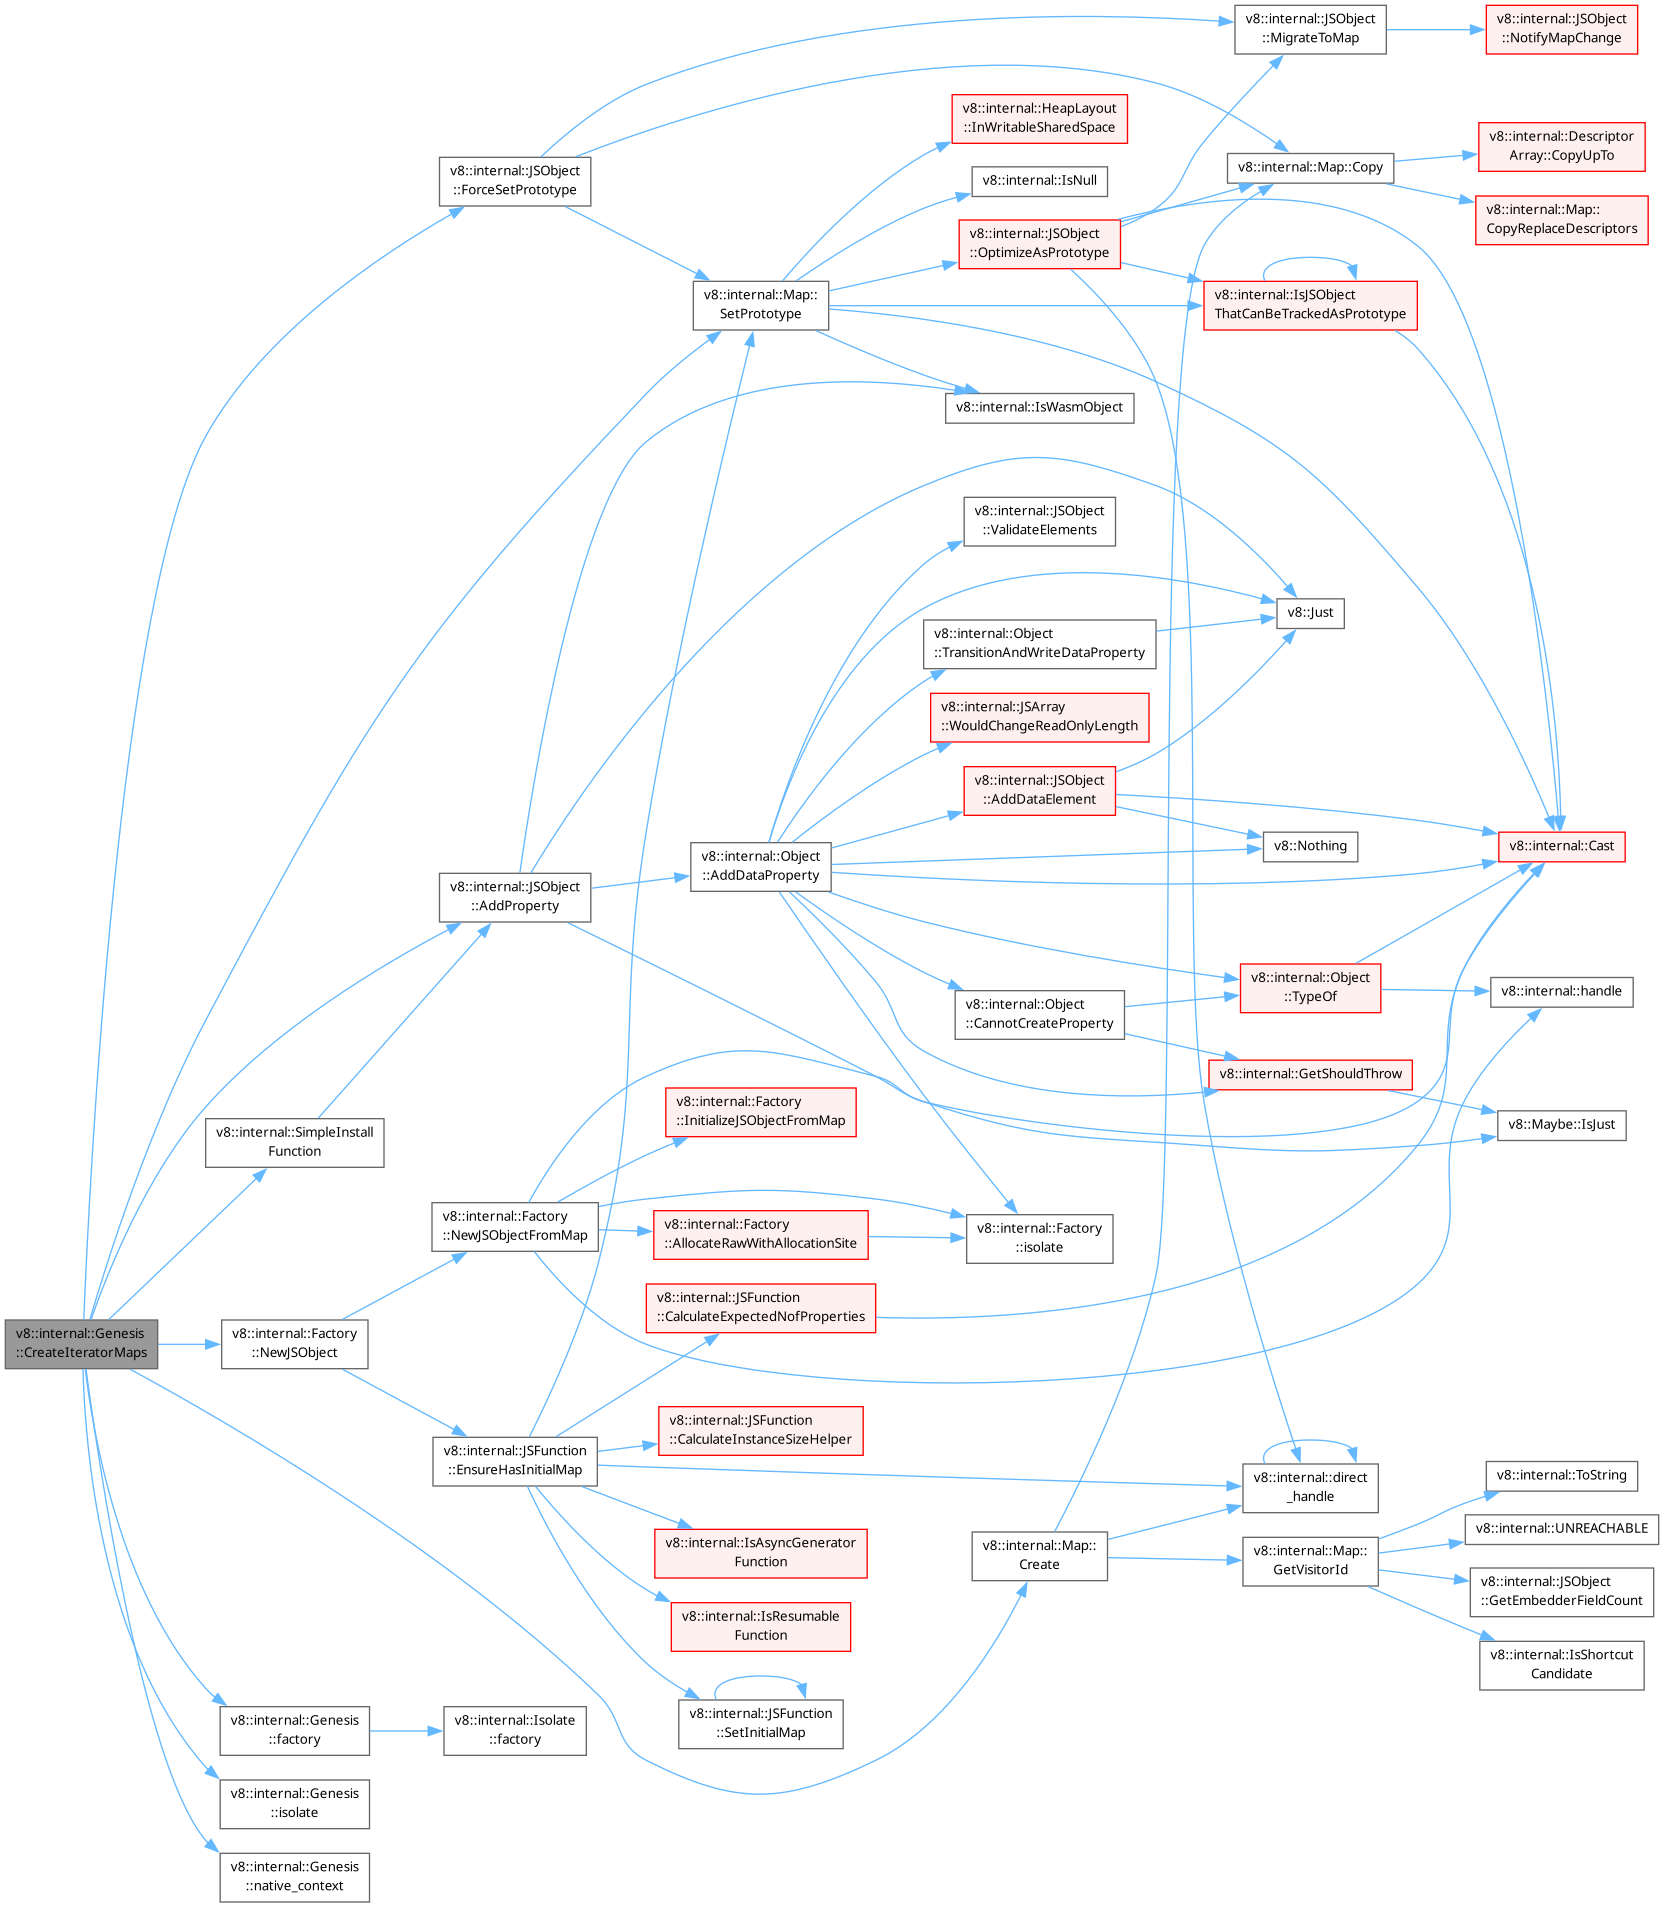 v8::internal::JSObject
::MigrateToMap
v8::internal::JSObject
::NotifyMapChange
v8::internal::HeapLayout
::InWritableSharedSpace
v8::internal::Descriptor
Array::CopyUpTo
v8::internal::JSObject
::ForceSetPrototype
v8::internal::IsNull
v8::internal::Map::Copy
v8::internal::Map::
CopyReplaceDescriptors
v8::internal::JSObject
::OptimizeAsPrototype
v8::internal::Map::
SetPrototype
v8::internal::IsJSObject
ThatCanBeTrackedAsPrototype
v8::internal::IsWasmObject
v8::internal::JSObject
::ValidateElements
v8::Just
v8::internal::Object
::TransitionAndWriteDataProperty
v8::internal::JSArray
::WouldChangeReadOnlyLength
v8::internal::JSObject
::AddDataElement
v8::Nothing
v8::internal::Cast
v8::internal::Object
::AddDataProperty
v8::internal::JSObject
::AddProperty
v8::internal::Object
::TypeOf
v8::internal::handle
v8::internal::Object
::CannotCreateProperty
v8::internal::GetShouldThrow
v8::internal::Factory
::InitializeJSObjectFromMap
v8::Maybe::IsJust
v8::internal::SimpleInstall
Function
v8::internal::Factory
::NewJSObjectFromMap
v8::internal::Factory
::AllocateRawWithAllocationSite
v8::internal::Factory
::isolate
v8::internal::JSFunction
::CalculateExpectedNofProperties
v8::internal::Genesis
::CreateIteratorMaps
v8::internal::Factory
::NewJSObject
v8::internal::JSFunction
::CalculateInstanceSizeHelper
v8::internal::JSFunction
::EnsureHasInitialMap
v8::internal::direct
_handle
v8::internal::ToString
v8::internal::IsAsyncGenerator
Function
v8::internal::Map::
Create
v8::internal::Map::
GetVisitorId
v8::internal::UNREACHABLE
v8::internal::JSObject
::GetEmbedderFieldCount
v8::internal::IsResumable
Function
v8::internal::IsShortcut
Candidate
v8::internal::JSFunction
::SetInitialMap
v8::internal::Genesis
::factory
v8::internal::Isolate
::factory
v8::internal::Genesis
::isolate
v8::internal::Genesis
::native_context